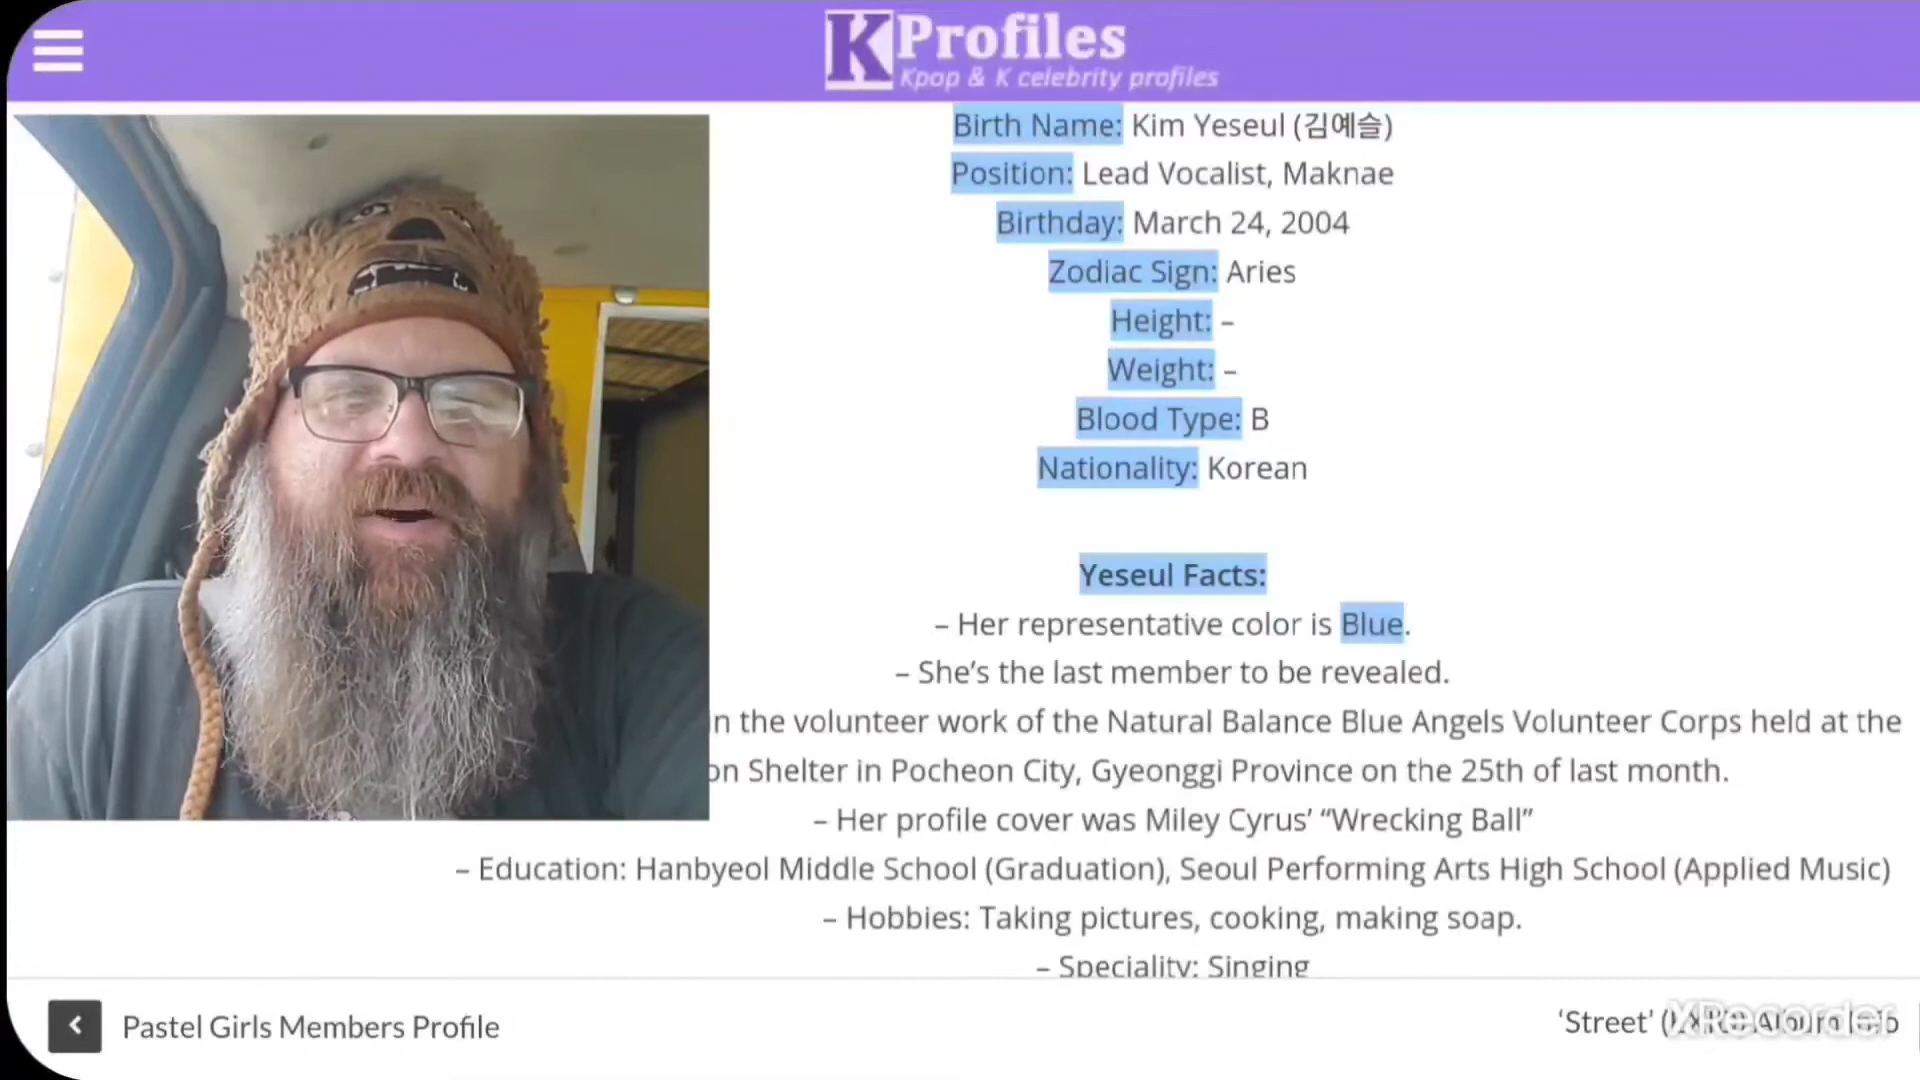 KProfiles
Kpop & K celebrity profiles
Birth Name: Kim Yeseul (김예슬)
Position: Lead Vocalist, Maknae
Birthday: March 24, 2004
Zodiac Sign: Aries
Height: –
Weight: –
Blood Type: B
Nationality: Korean
Yeseul Facts:
– Her representative color is Blue.
– She’s the last member to be revealed.
in the volunteer work of the Natural Balance Blue Angels Volunteer Corps held at the
on Shelter in Pocheon City, Gyeonggi Province on the 25th of last month.
– Her profile cover was Miley Cyrus’ “Wrecking Ball”
– Education: Hanbyeol Middle School (Graduation), Seoul Performing Arts High School (Applied Music)
– Hobbies: Taking pictures, cooking, making soap.
– Speciality: Singing
Pastel Girls Members Profile
‘Street’ (EXID) Album Info
XRecorder